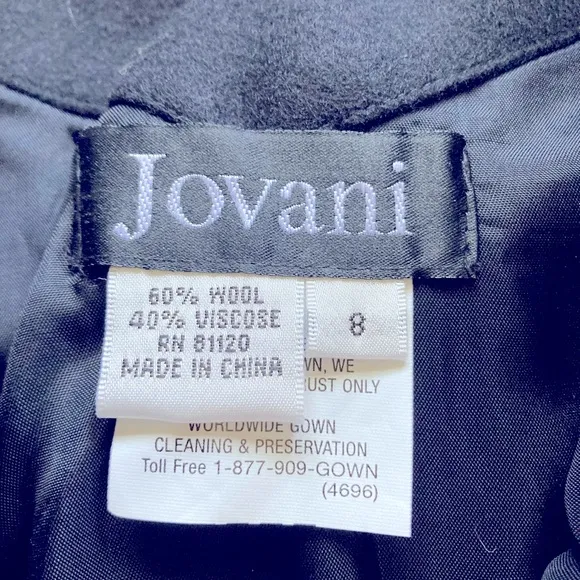 Jovani
60% WOOL
40% VISCOSE
RN 81120
MADE IN CHINA
8
WN, WE
UST ONLY
WORLDWIDE GOWN
CLEANING & PRESERVATION
Toll Free 1-877-909-GOWN
(4696)